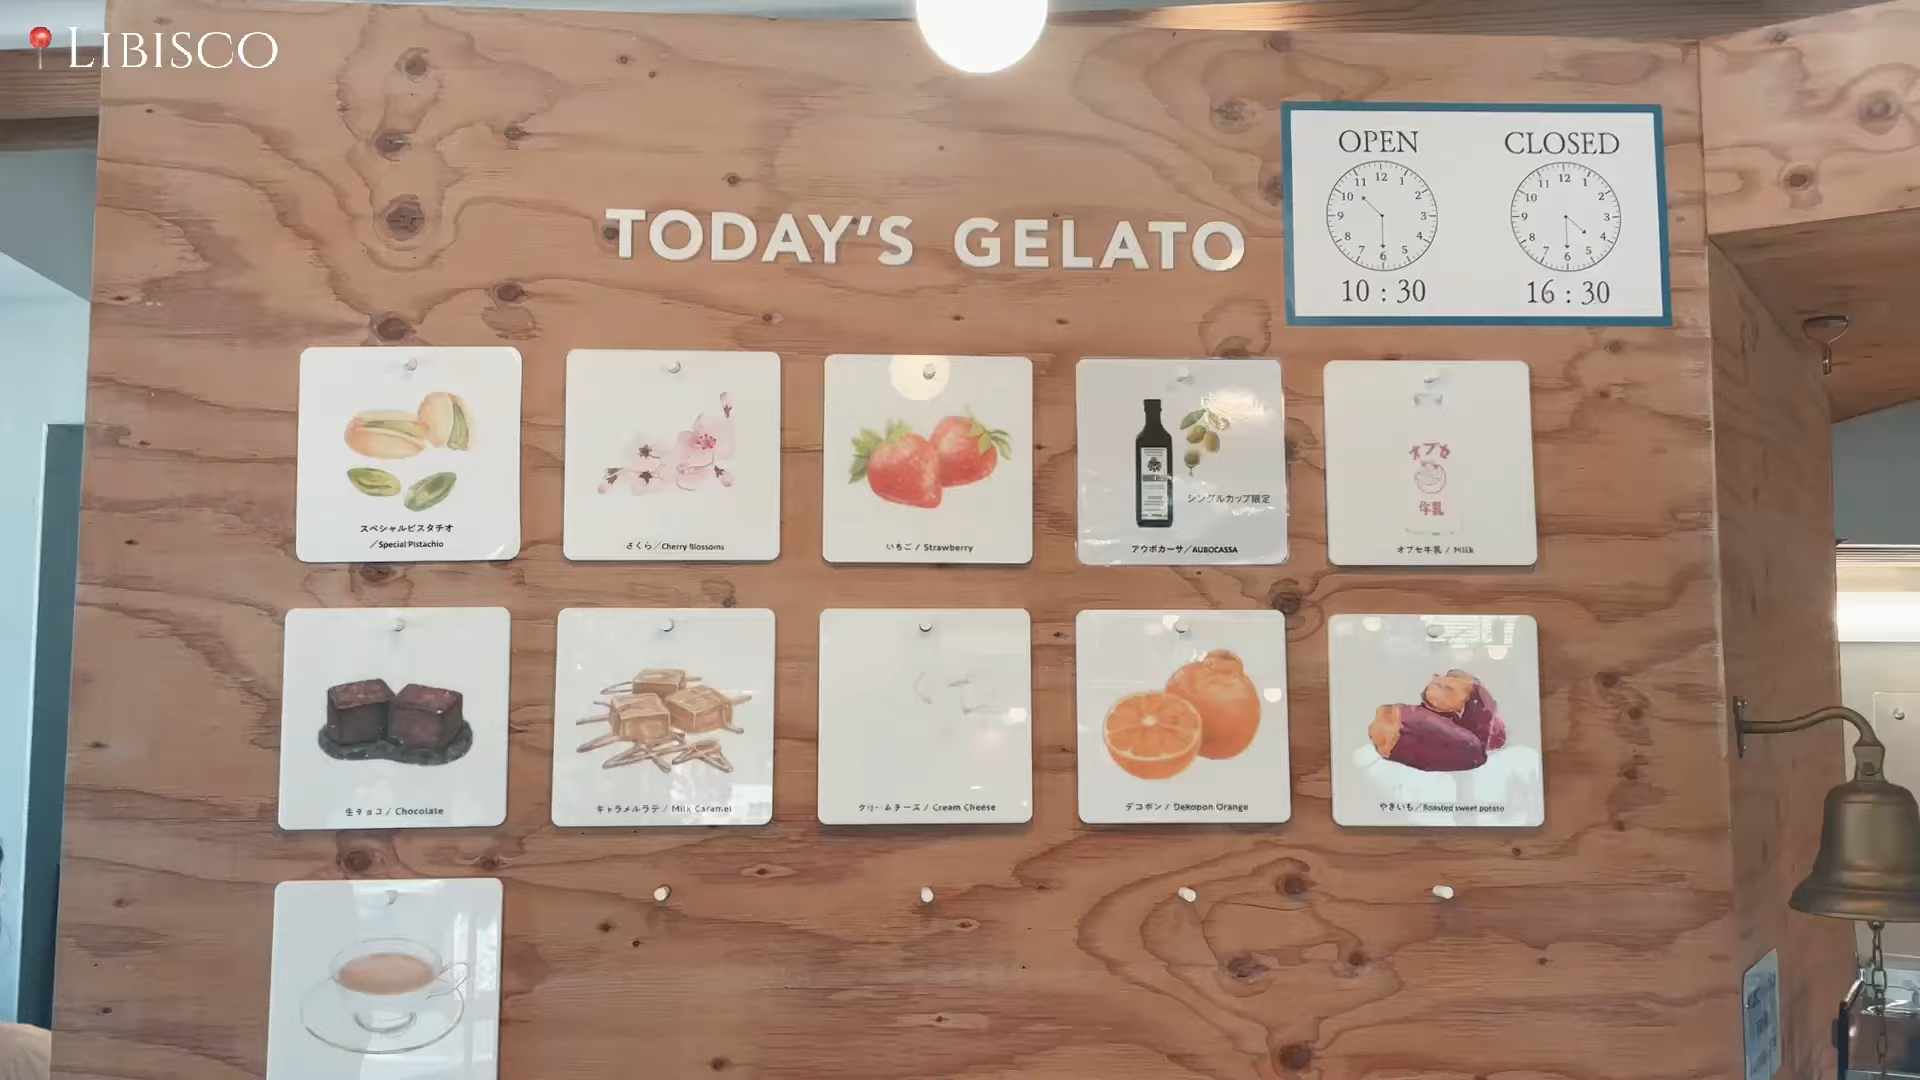 LIBISCO
TODAY'S GELATO
OPEN
CLOSED
10 : 30
16 : 30
スペシャルピスタチオ
/Special Pistachio
さくら/Cherry Blossoms
いちご / Strawberry
シングルカップ限定
アウボカーサ/AUBOCASSA
オブセ
牛乳
オブセ牛乳 / Milk
生チョコ / Chocolate
キャラメルラテ / Milk Caramel
クリームチーズ / Cream Cheese
デコポン / Dekopon Orange
やきいも/Roasted sweet potato